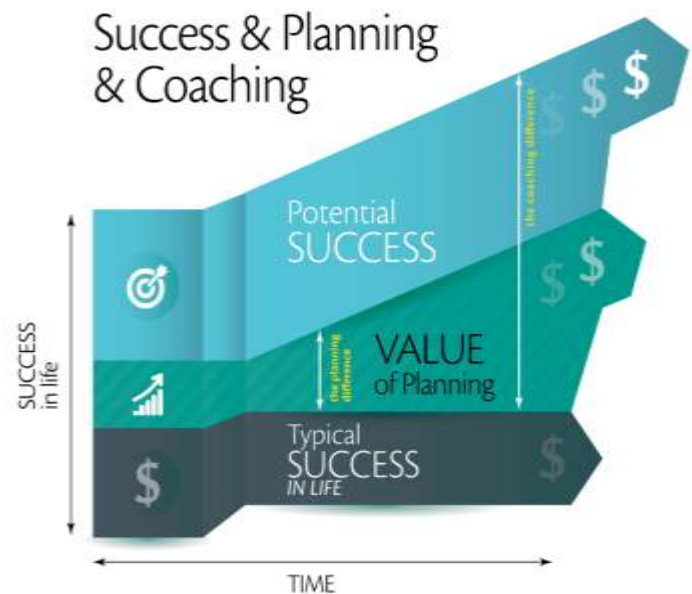 Success & Planning
& Coaching
$
$
$
the coaching difference
Potential
SUCCESS
$
$
SUCCESS
in life
the planning
difference
VALUE
of Planning
Typical
SUCCESS
IN LIFE
$
$
TIME